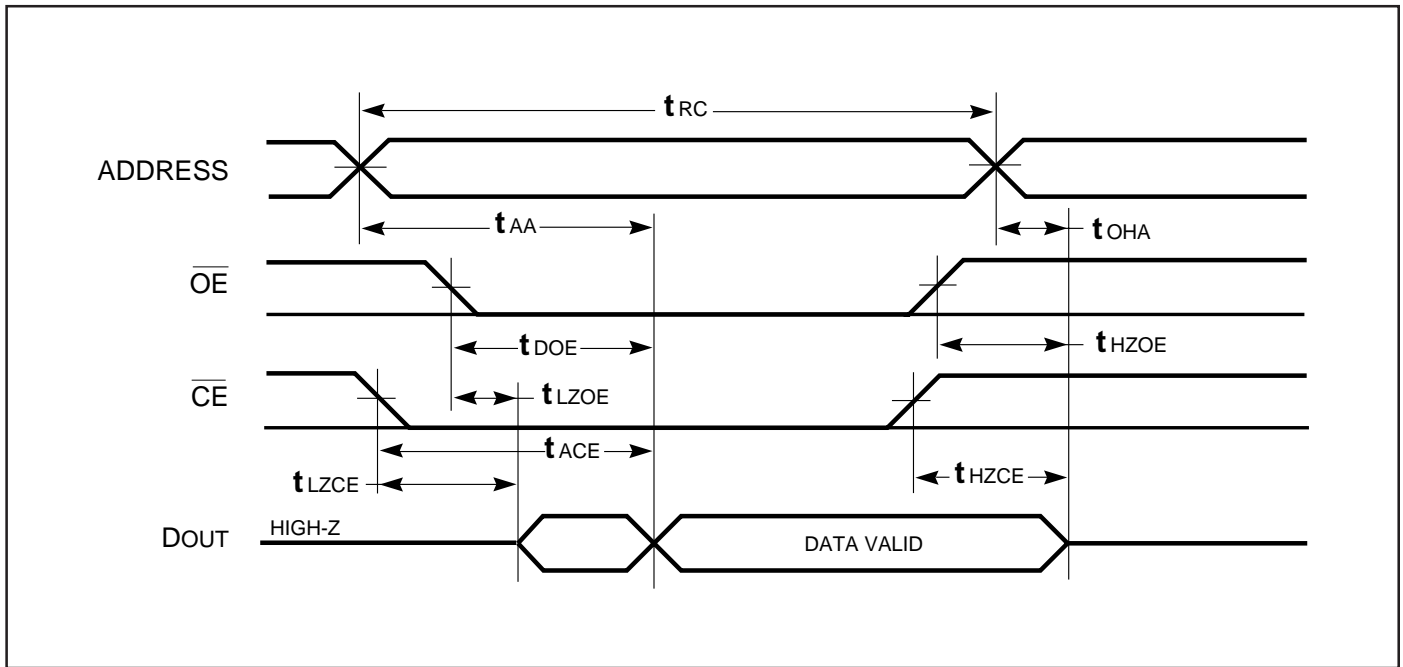 tRC
ADDRESS
tAA
tOHA
OE
tDOE
tHZOE
CE
tLZOE
tACE
tLZCE
tHZCE
DOUT
HIGH-Z
DATA VALID